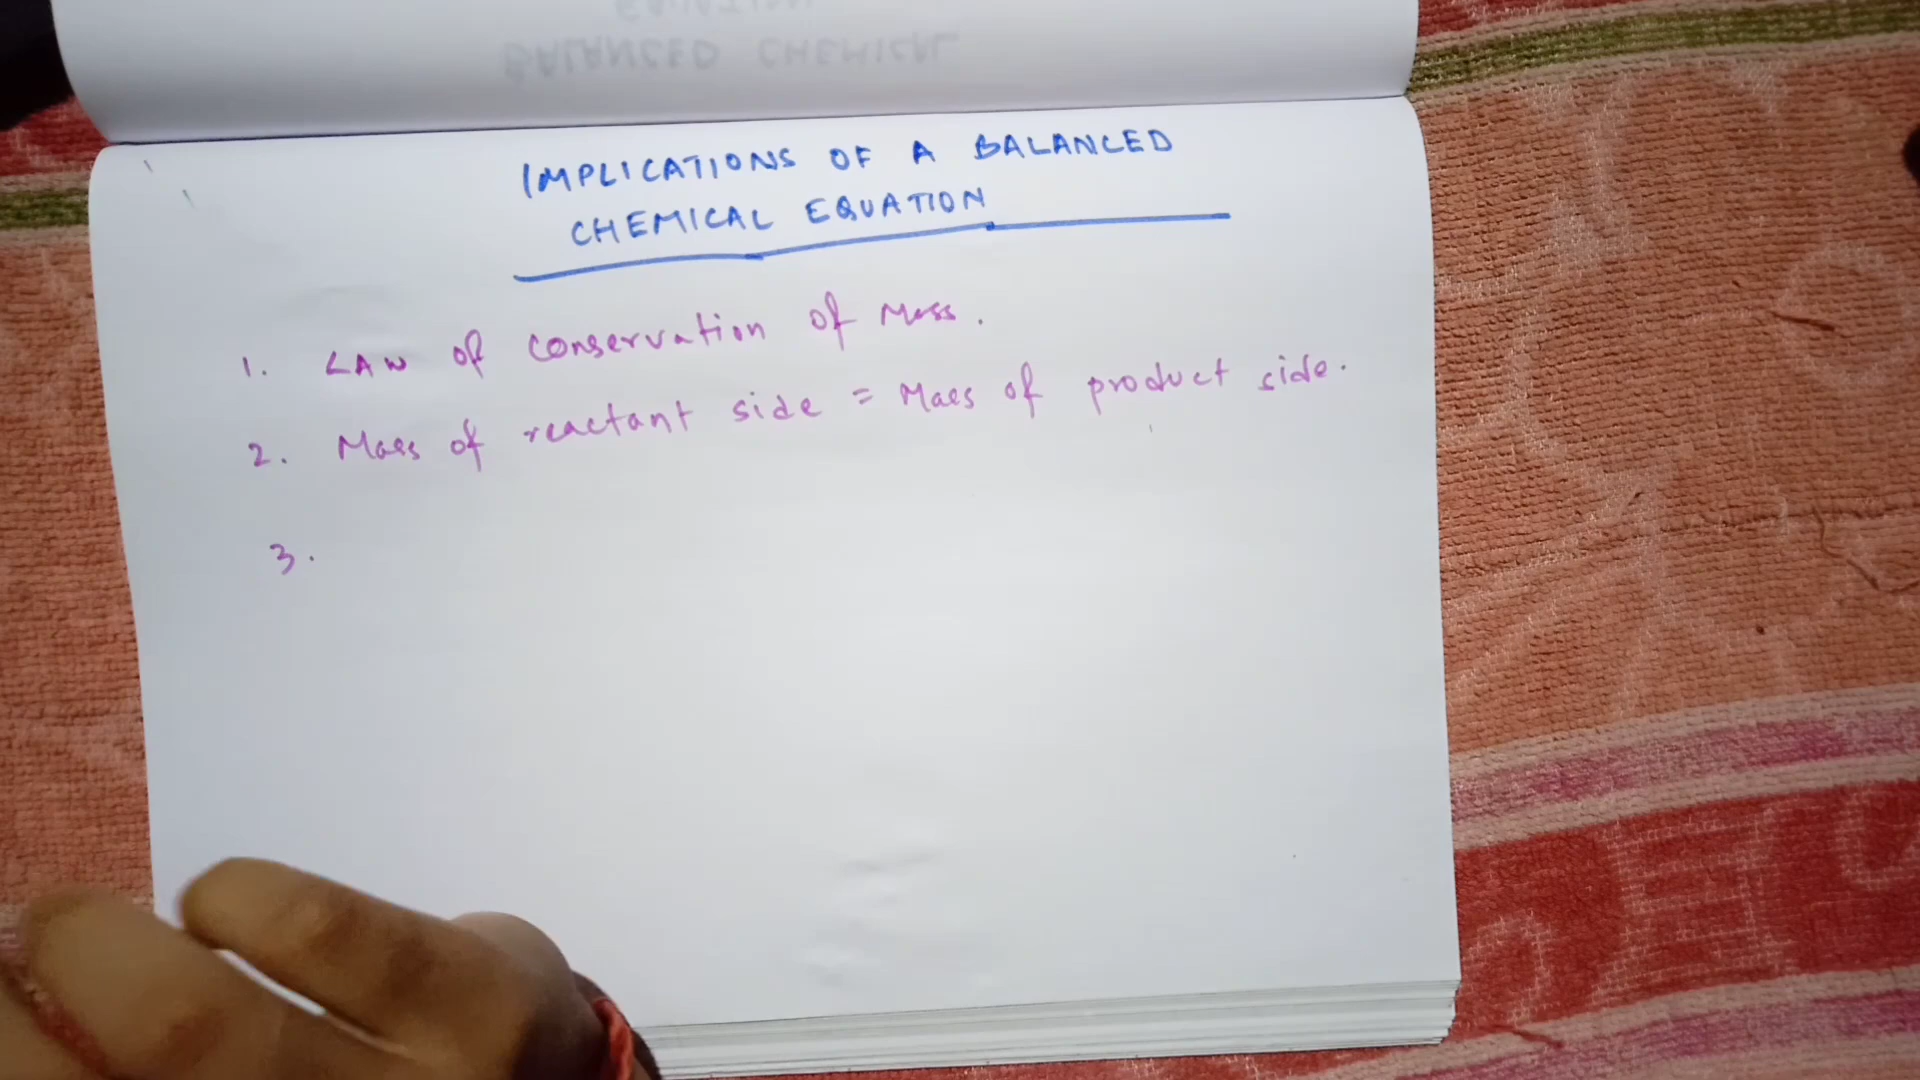 IMPLICATIONS OF A BALANCED
CHEMICAL EQUATION
1. LAW of conservation of Mass.
2. Mass of reactant side = Mass of product side.
3.